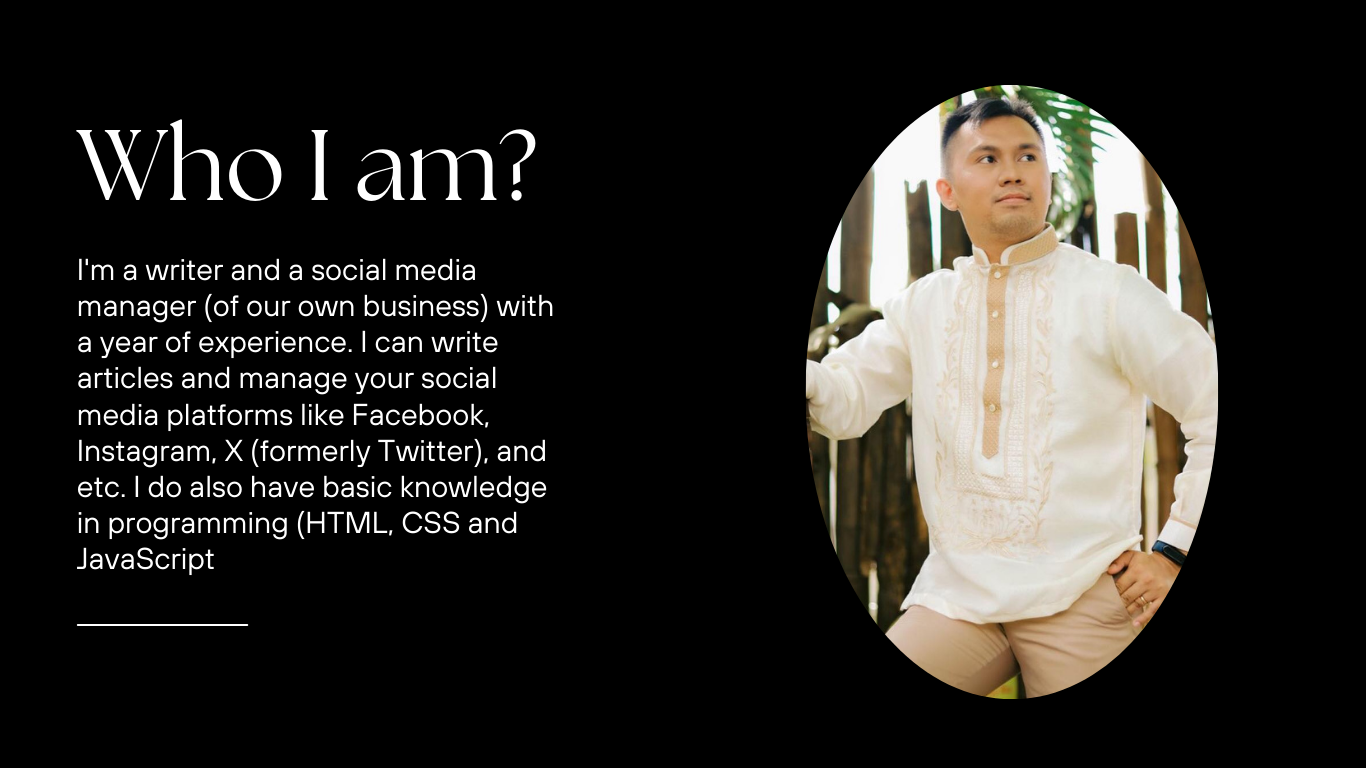 Who I am?
I'm a writer and a social media
manager (of our own business) with
a year of experience. I can write
articles and manage your social
media platforms like Facebook,
Instagram, X (formerly Twitter), and
etc. I do also have basic knowledge
in programming (HTML, CSS and
JavaScript